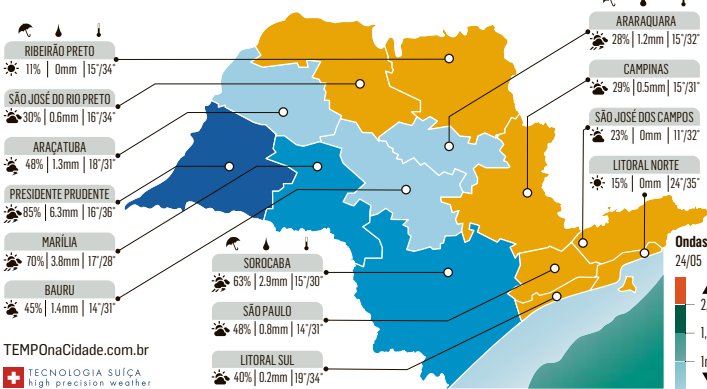 RIBEIRÃO PRETO
11% | 0mm | 15°/34°
SÃO JOSÉ DO RIO PRETO
30% | 0.6mm | 16°/34°
ARAÇATUBA
48% | 1.3mm | 18°/31°
PRESIDENTE PRUDENTE
85% | 6.3mm | 16°/36°
MARÍLIA
70% | 3.8mm | 17°/28°
BAURU
45% | 1.4mm | 14°/31°
SOROCABA
63% | 2.9mm | 15°/30°
SÃO PAULO
48% | 0.8mm | 14°/31°
LITORAL SUL
40% | 0.2mm | 19°/34°
ARARAQUARA
28% | 1.2mm | 15°/32°
CAMPINAS
29% | 0.5mm | 15°/31°
SÃO JOSÉ DOS CAMPOS
23% | 0mm | 11°/32°
LITORAL NORTE
15% | 0mm | 24°/35°
Ondas
24/05
TEMPOnaCidade.com.br
TECNOLOGIA SUÍÇA
high precision weather